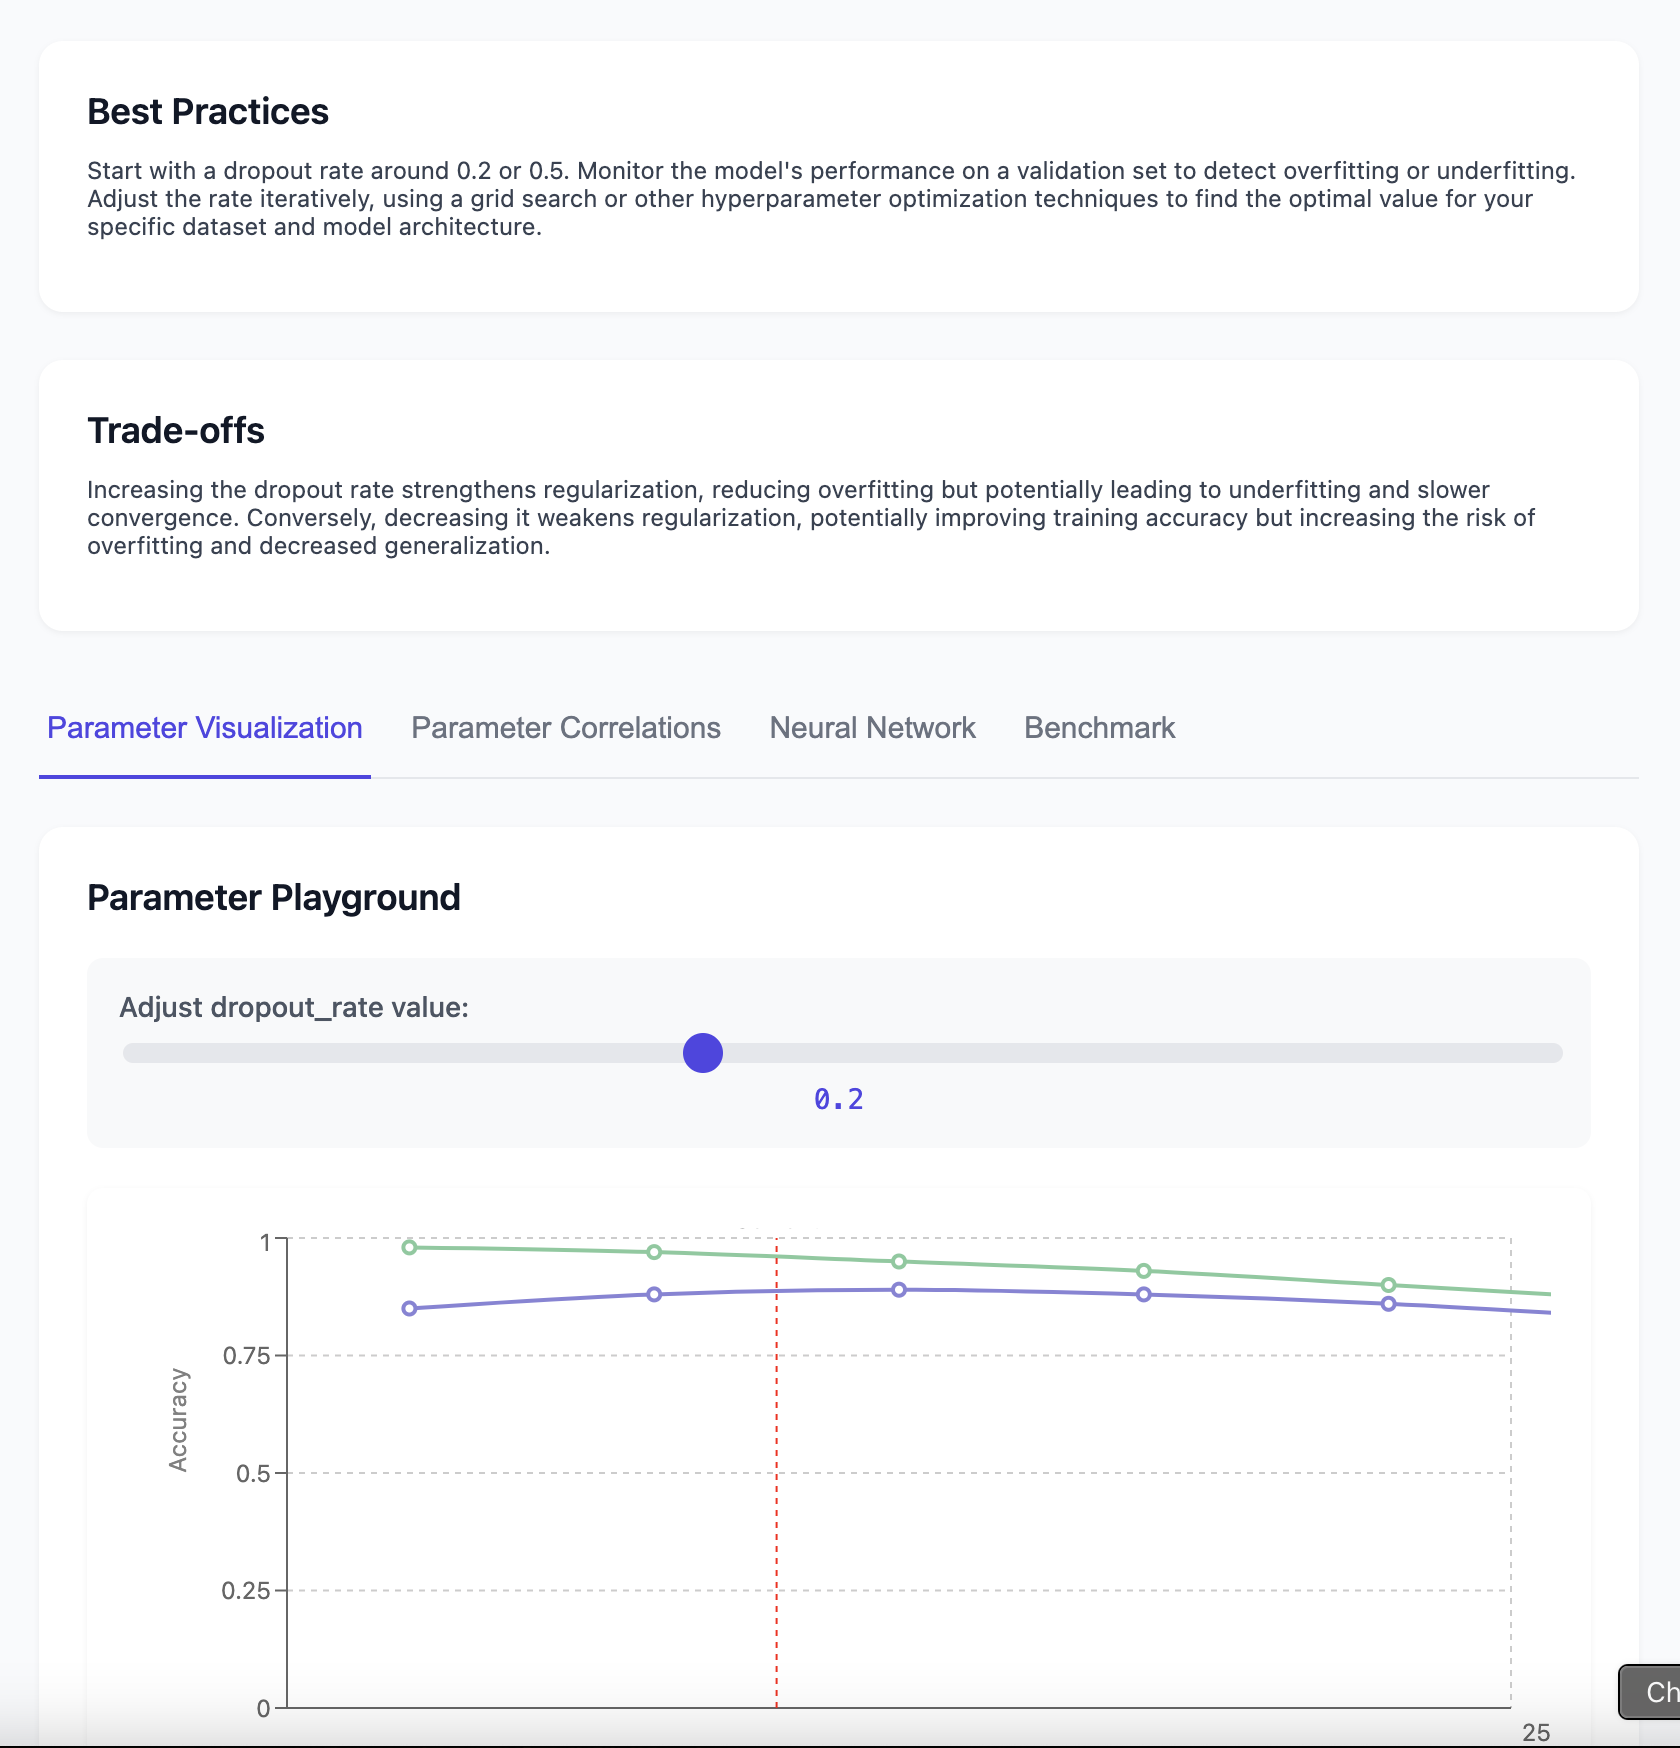 Best Practices
Start with a dropout rate around 0.2 or 0.5. Monitor the model's performance on a validation set to detect overfitting or underfitting.
Adjust the rate iteratively, using a grid search or other hyperparameter optimization techniques to find the optimal value for your
specific dataset and model architecture.
Trade-offs
Increasing the dropout rate strengthens regularization, reducing overfitting but potentially leading to underfitting and slower
convergence. Conversely, decreasing it weakens regularization, potentially improving training accuracy but increasing the risk of
overfitting and decreased generalization.
Parameter Visualization Parameter Correlations Neural Network Benchmark
Parameter Playground
Adjust dropout_rate value:
0.2
1
0.75
Accuracy
0.5
0.25
0
Ch
25